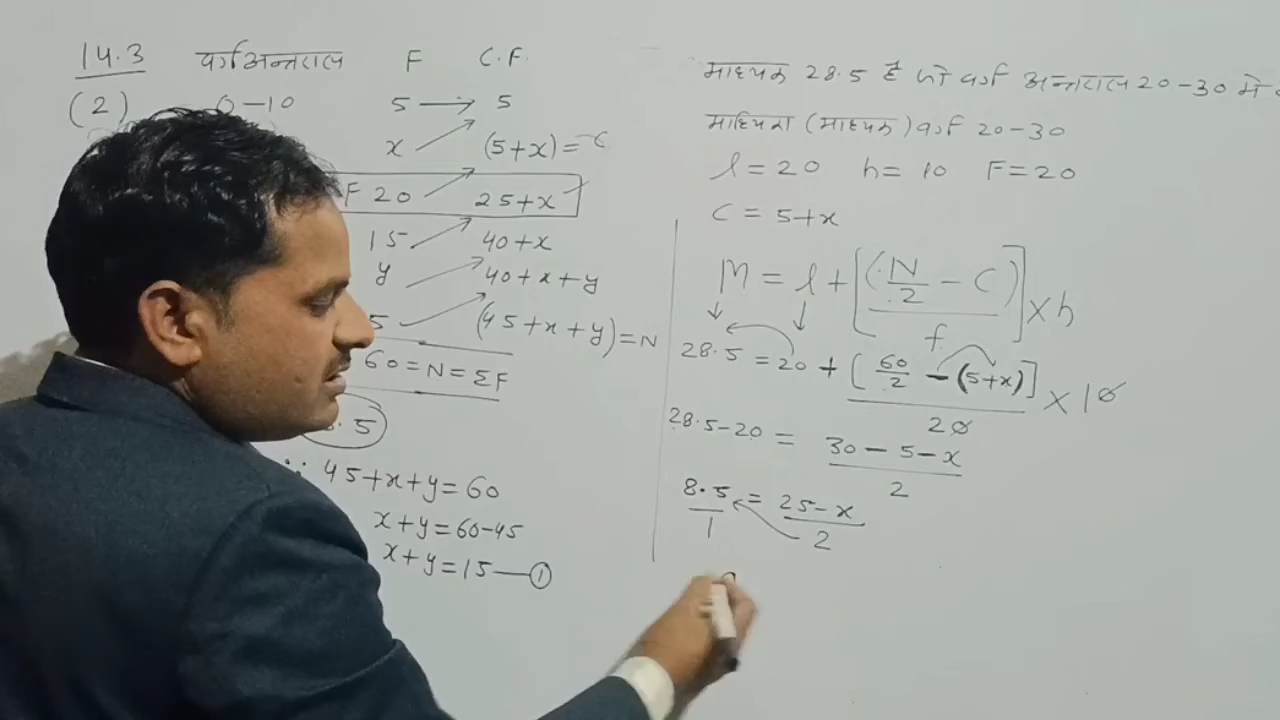 14.3 वर्गअन्तराल F C.F.
(2) 0-10 5 → 5
x (5+x)=C
F 20 25+x
15 40+x
y 40+x+y
5 (45+x+y)=N
60=N=ΣF
.5
∵ 45+x+y=60
x+y=60-45
x+y=15—①
माध्यक 28.5 है जो वर्ग अन्तराल 20-30 में
(माध्यक) वर्ग 20-30
l=20 h=10 F=20
C = 5+x
M = l + [(N/2 - C)/f] × h
28.5 = 20 + [60/2 - (5+x)]/20 × 10
28.5-20 = 30-5-x/2
8.5/1 = 25-x/2